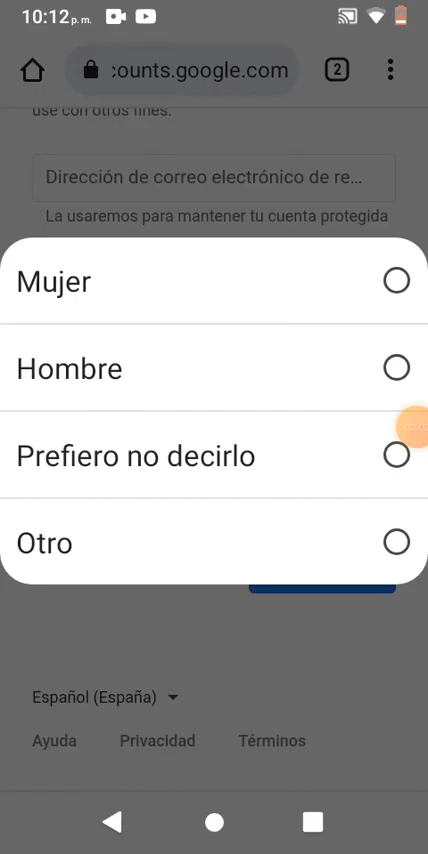 10:12 p. m.
:ounts.google.com
2
use con otros fines.
Dirección de correo electrónico de re...
La usaremos para mantener tu cuenta protegida
Mujer
Hombre
Prefiero no decirlo
Otro
Español (España)
Ayuda
Privacidad
Términos